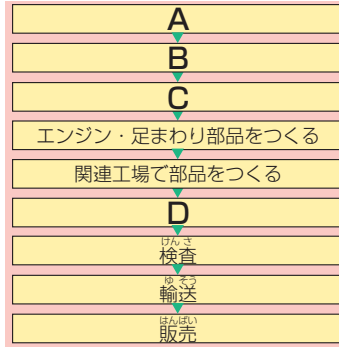 A
B
C
エンジン・足まわり部品をつくる
関連工場で部品をつくる
D
けんさ
検査
ゆそう
輸送
はんばい
販売